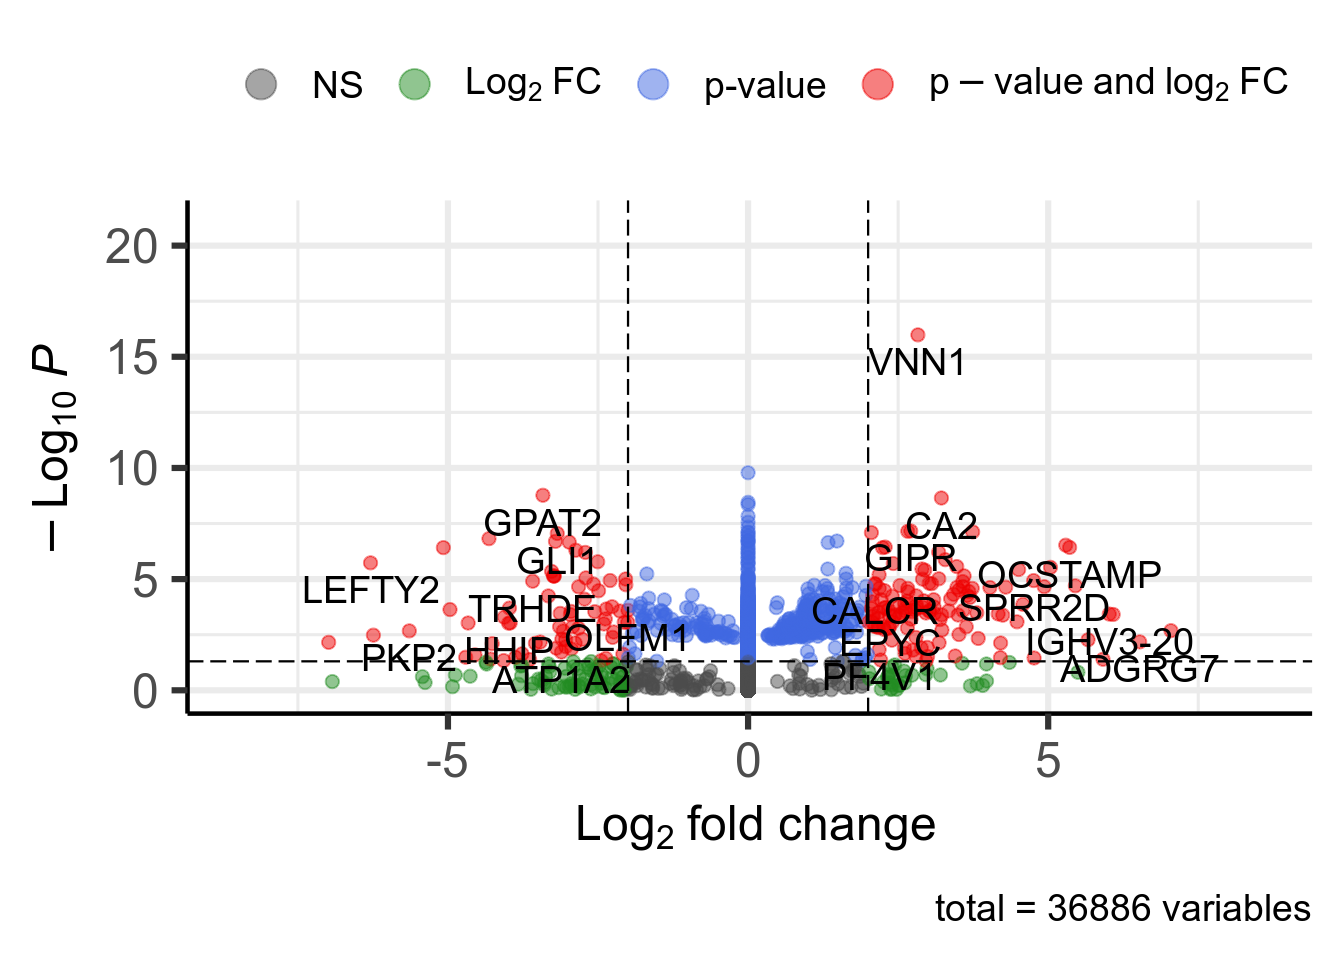 NS Log₂ FC p-value p − value and log₂ FC
− Log₁₀ P
20
15
10
5
0
VNN1
GPAT2
CA2
GLI1
GIPR
LEFTY2
OCSTAMP
TRHDE
CALCR
SPRR2D
OLFM1
EPYC
IGHV3-20
PKP2
HHIP
ADGRG7
ATP1A2
PF4V1
-5 0 5
Log₂ fold change
total = 36886 variables